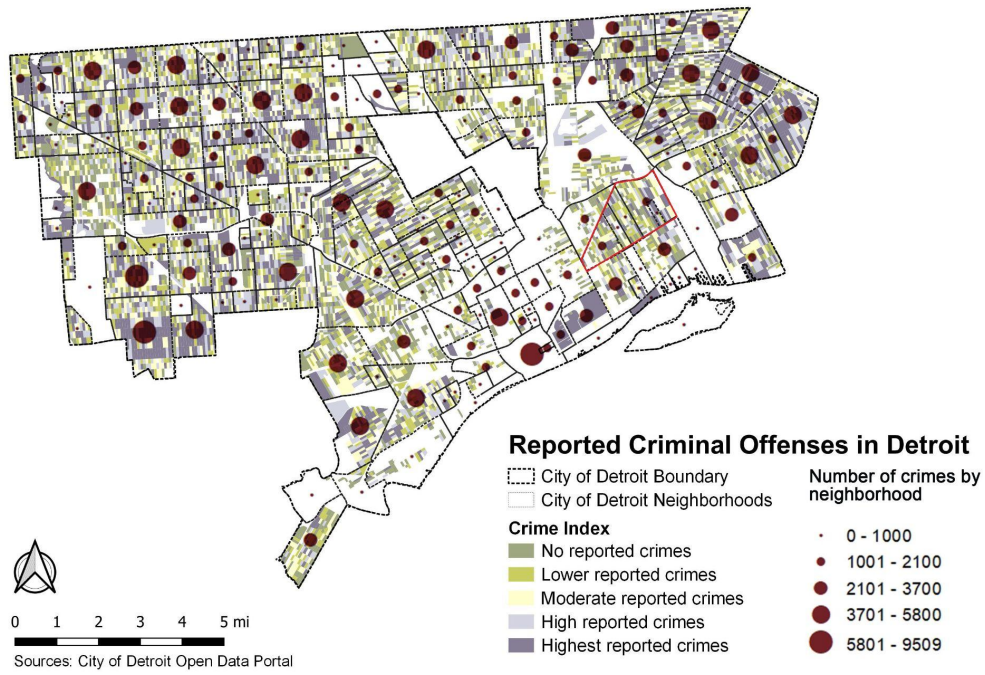 Reported Criminal Offenses in Detroit
City of Detroit Boundary
City of Detroit Neighborhoods
Crime Index
No reported crimes
Lower reported crimes
Moderate reported crimes
High reported crimes
Highest reported crimes
Number of crimes by
neighborhood
0 - 1000
1001 - 2100
2101 - 3700
3701 - 5800
5801 - 9509
0 1 2 3 4 5 mi
Sources: City of Detroit Open Data Portal